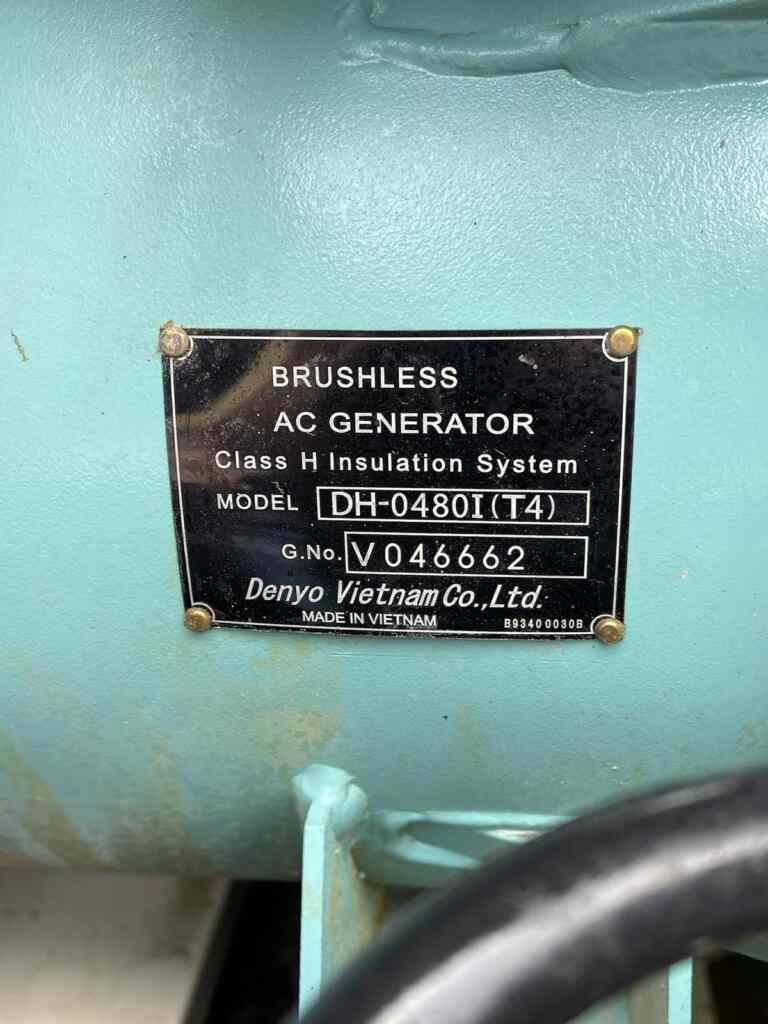 BRUSHLESS
AC GENERATOR
Class H Insulation System
MODEL DH-0480I(T4)
G.No. V046662
Denyo Vietnam Co.,Ltd.
MADE IN VIETNAM B93400030B